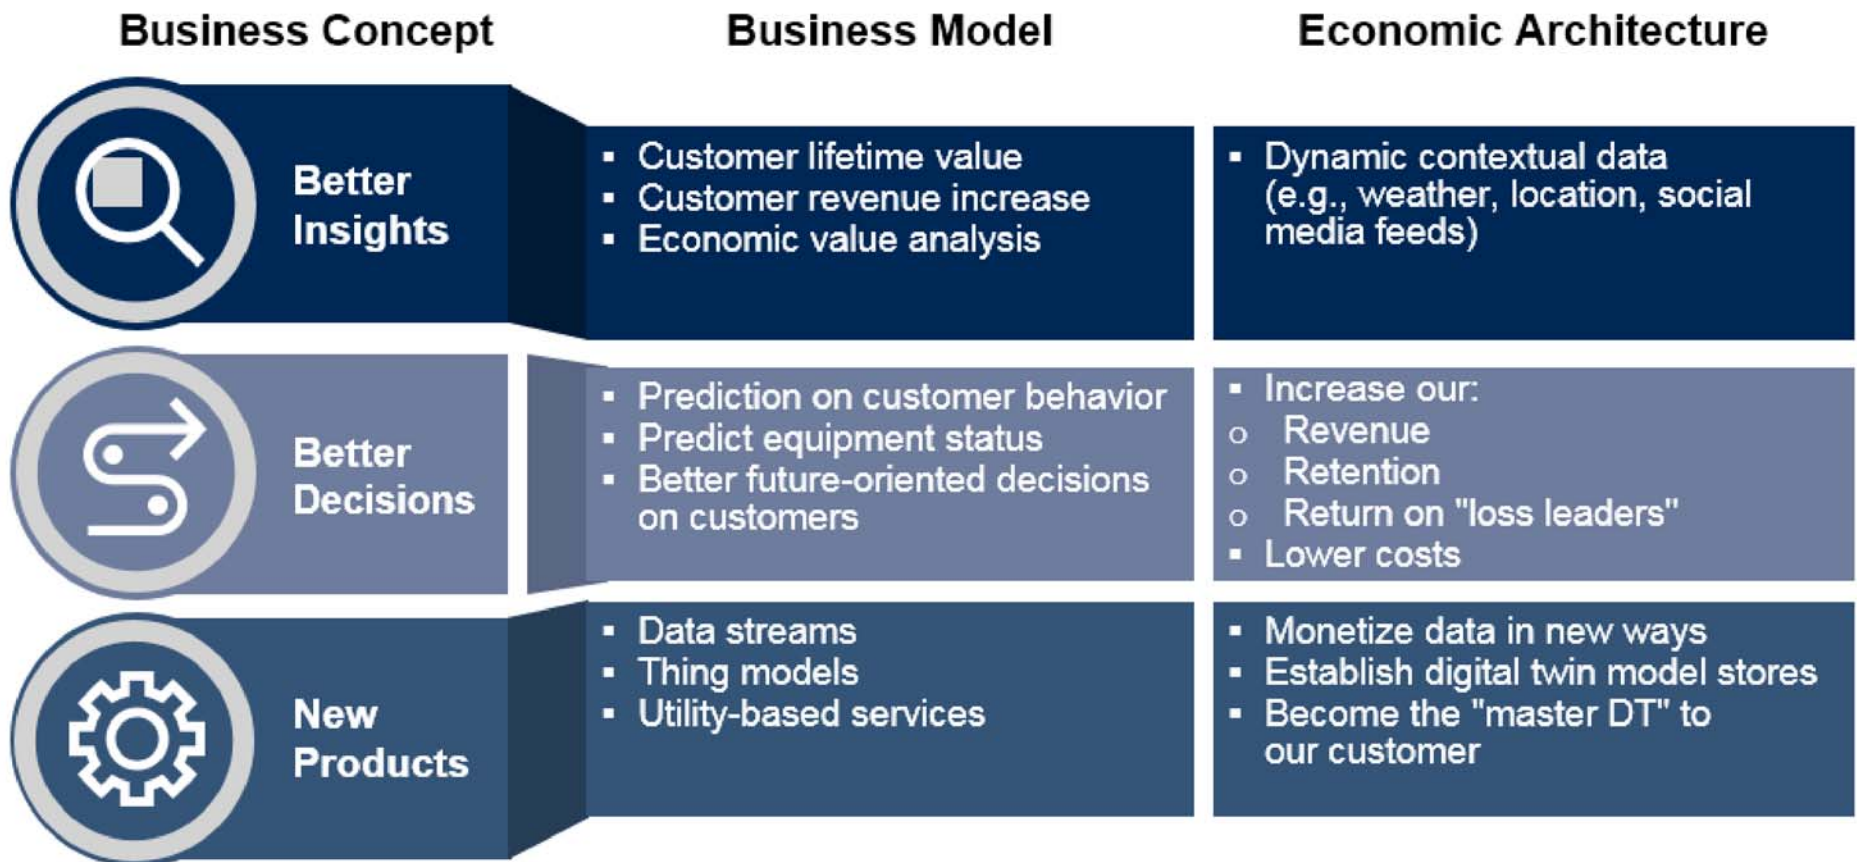 Business Concept
Business Model
Economic Architecture
Better
Insights
▪ Customer lifetime value
▪ Customer revenue increase
▪ Economic value analysis
▪ Dynamic contextual data
(e.g., weather, location, social
media feeds)
Better
Decisions
▪ Prediction on customer behavior
▪ Predict equipment status
▪ Better future-oriented decisions
on customers
▪ Increase our:
o Revenue
o Retention
o Return on "loss leaders"
▪ Lower costs
New
Products
▪ Data streams
▪ Thing models
▪ Utility-based services
▪ Monetize data in new ways
▪ Establish digital twin model stores
▪ Become the "master DT" to
our customer